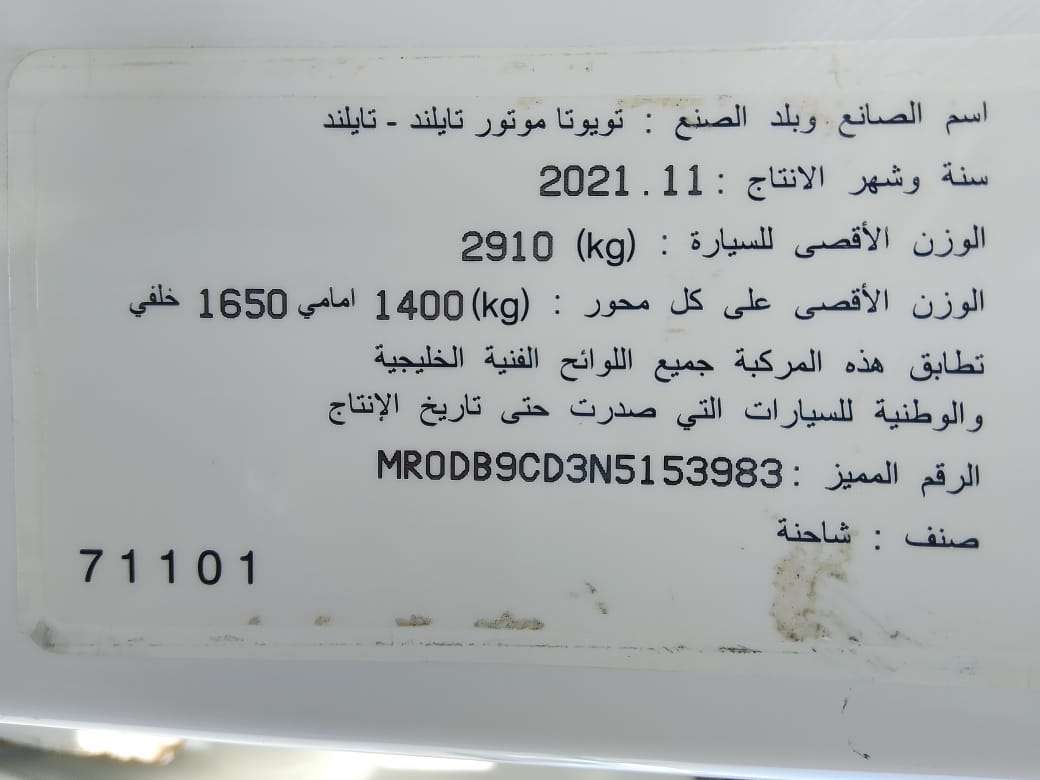 اسم الصانع وبلد الصنع : تويوتا موتور تايلند - تايلند
سنة وشهر الانتاج : 2021.11
الوزن الأقصى للسيارة : (kg) 2910
الوزن الأقصى على كل محور : (kg) 1400 امامي 1650 خلفي
تطابق هذه المركبة جميع اللوائح الفنية الخليجية
والوطنية للسيارات التي صدرت حتى تاريخ الإنتاج
الرقم المميز : MR0DB9CD3N5153983
صنف : شاحنة
71101